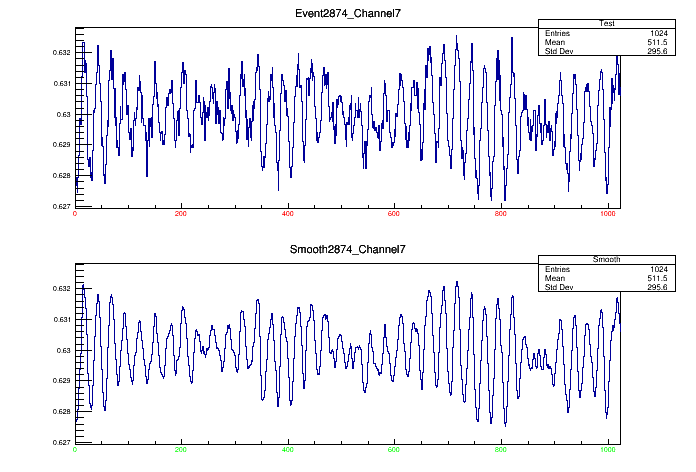 Event2874_Channel7
Test
Entries 1024
Mean 511.5
Std Dev 295.6
0.632
0.631
0.63
0.629
0.628
0.627
0 200 400 600 800 1000
Smooth2874_Channel7
Smooth
Entries 1024
Mean 511.5
Std Dev 295.6
0.632
0.631
0.63
0.629
0.628
0.627
0 200 400 600 800 1000